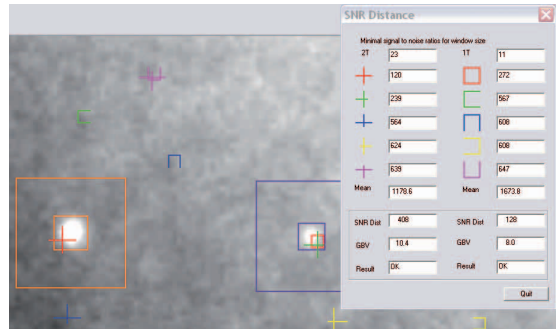 SNR Distance
Minimal signal to noise ratios for window size
2T 23 1T 11
120 272
239 567
564 608
624 608
639 647
Mean 1178.6 Mean 1673.8
SNR Dist 408 SNR Dist 128
GBV 10.4 GBV 8.0
Result OK Result OK
Quit